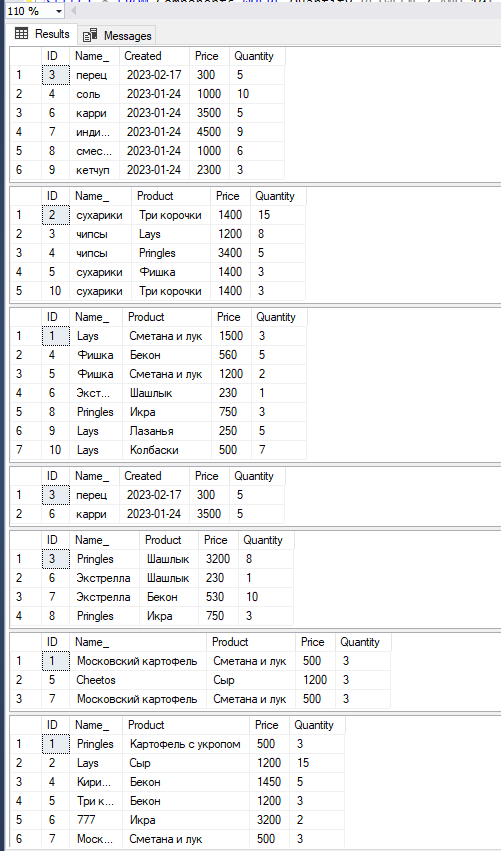 110 %
Results Messages
ID Name_ Created Price Quantity
1 3 перец 2023-02-17 300 5
2 4 соль 2023-01-24 1000 10
3 6 карри 2023-01-24 3500 5
4 7 инди... 2023-01-24 4500 9
5 8 смес... 2023-01-24 1000 6
6 9 кетчуп 2023-01-24 2300 3
ID Name_ Product Price Quantity
1 2 сухарики Три корочки 1400 15
2 3 чипсы Lays 1200 8
3 4 чипсы Pringles 3400 5
4 5 сухарики Фишка 1400 3
5 10 сухарики Три корочки 1400 3
ID Name_ Product Price Quantity
1 1 Lays Сметана и лук 1500 3
2 4 Фишка Бекон 560 5
3 5 Фишка Сметана и лук 1200 2
4 6 Экст... Шашлык 230 1
5 8 Pringles Икра 750 3
6 9 Lays Лазанья 250 5
7 10 Lays Колбаски 500 7
ID Name_ Created Price Quantity
1 3 перец 2023-02-17 300 5
2 6 карри 2023-01-24 3500 5
ID Name_ Product Price Quantity
1 3 Pringles Шашлык 3200 8
2 6 Экстрелла Шашлык 230 1
3 7 Экстрелла Бекон 530 10
4 8 Pringles Икра 750 3
ID Name_ Product Price Quantity
1 1 Московский картофель Сметана и лук 500 3
2 5 Cheetos Сыр 1200 3
3 7 Московский картофель Сметана и лук 500 3
ID Name_ Product Price Quantity
1 1 Pringles Картофель с укропом 500 3
2 2 Lays Сыр 1200 15
3 4 Кири... Бекон 1450 5
4 5 Три к... Бекон 1200 3
5 6 777 Икра 3200 2
6 7 Моск... Сметана и лук 500 3